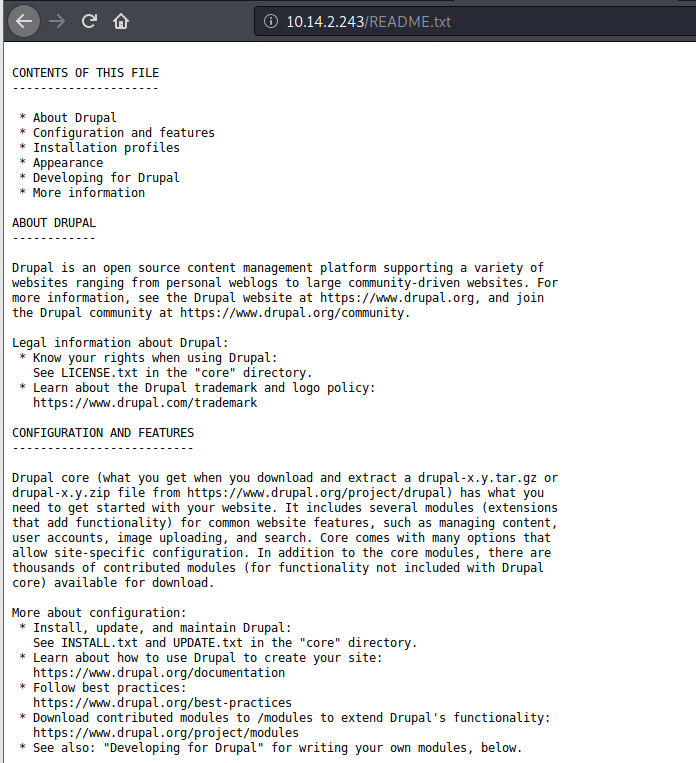 10.14.2.243/README.txt
CONTENTS OF THIS FILE
---------------------
* About Drupal
* Configuration and features
* Installation profiles
* Appearance
* Developing for Drupal
* More information
ABOUT DRUPAL
------------
Drupal is an open source content management platform supporting a variety of
websites ranging from personal weblogs to large community-driven websites. For
more information, see the Drupal website at https://www.drupal.org, and join
the Drupal community at https://www.drupal.org/community.
Legal information about Drupal:
* Know your rights when using Drupal:
See LICENSE.txt in the "core" directory.
* Learn about the Drupal trademark and logo policy:
https://www.drupal.com/trademark
CONFIGURATION AND FEATURES
--------------------------
Drupal core (what you get when you download and extract a drupal-x.y.tar.gz or
drupal-x.y.zip file from https://www.drupal.org/project/drupal) has what you
need to get started with your website. It includes several modules (extensions
that add functionality) for common website features, such as managing content,
user accounts, image uploading, and search. Core comes with many options that
allow site-specific configuration. In addition to the core modules, there are
thousands of contributed modules (for functionality not included with Drupal
core) available for download.
More about configuration:
* Install, update, and maintain Drupal:
See INSTALL.txt and UPDATE.txt in the "core" directory.
* Learn about how to use Drupal to create your site:
https://www.drupal.org/documentation
* Follow best practices:
https://www.drupal.org/best-practices
* Download contributed modules to /modules to extend Drupal's functionality:
https://www.drupal.org/project/modules
* See also: "Developing for Drupal" for writing your own modules, below.